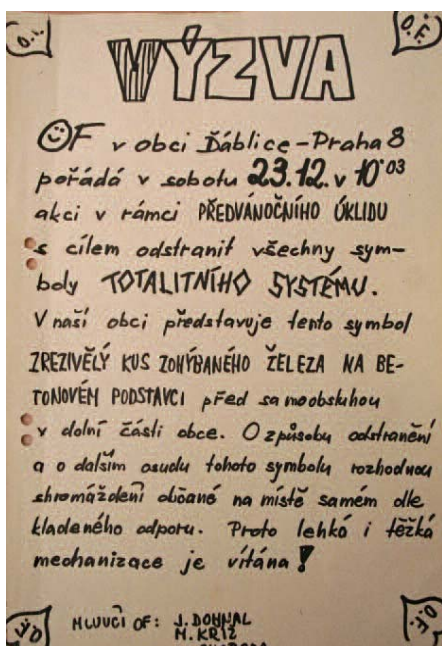 O.F.
O.F.
VÝZVA
OF v obci Ďáblice-Praha 8
pořádá v sobotu 23.12. v 10˙03
akci v rámci PŘEDVÁNOČNÍHO ÚKLIDU
s cílem odstranit všechny sym-
boly TOTALITNÍHO SYSTÉMU.
V naší obci představuje tento symbol
ZREZIVĚLÝ KUS ZOHÝBANÉHO ŽELEZA NA BE-
TONOVÉM PODSTAVCI před samoobsluhou
v dolní části obce. O způsobu odstranění
a o dalším osudu tohoto symbolu rozhodnou
shromáždění občané na místě samém dle
kladeného odporu. Proto lehká i těžká
mechanizace je vítána!
MLUVČÍ OF: J. DOHNAL
M. KŘÍŽ